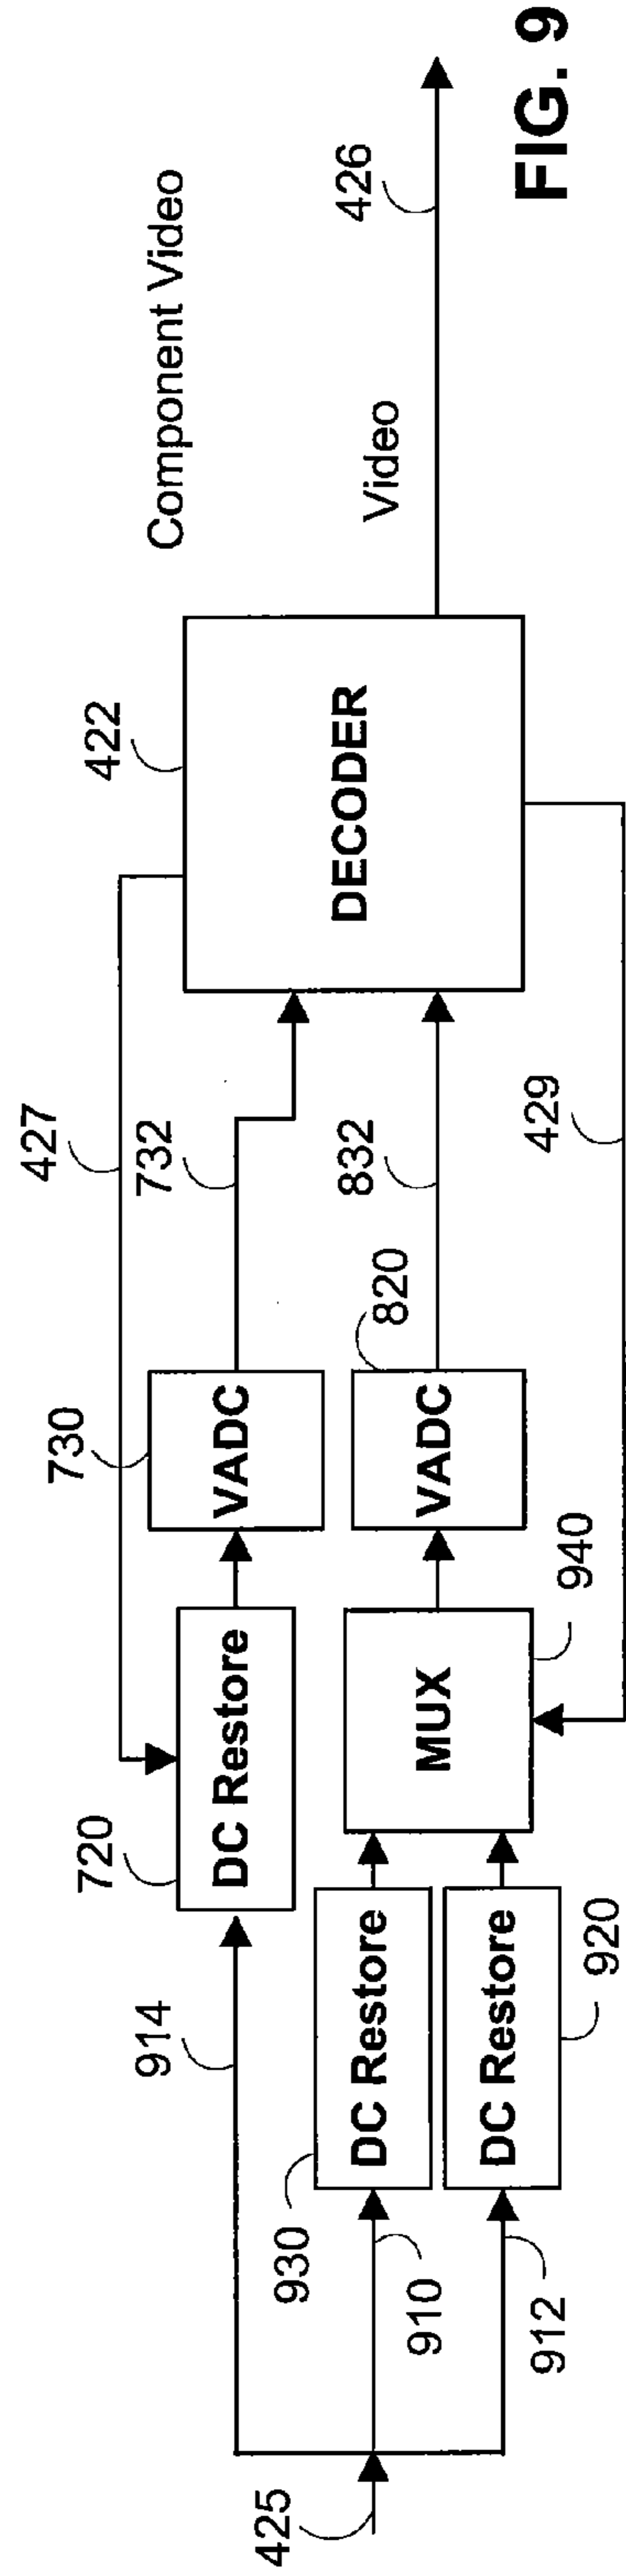 Component Video
427
422
730
732
720
914
VADC
DC Restore
426
Video
DECODER
832
820
VADC
MUX
930
DC Restore
910
425
DC Restore
429
940
920
912
FIG. 9